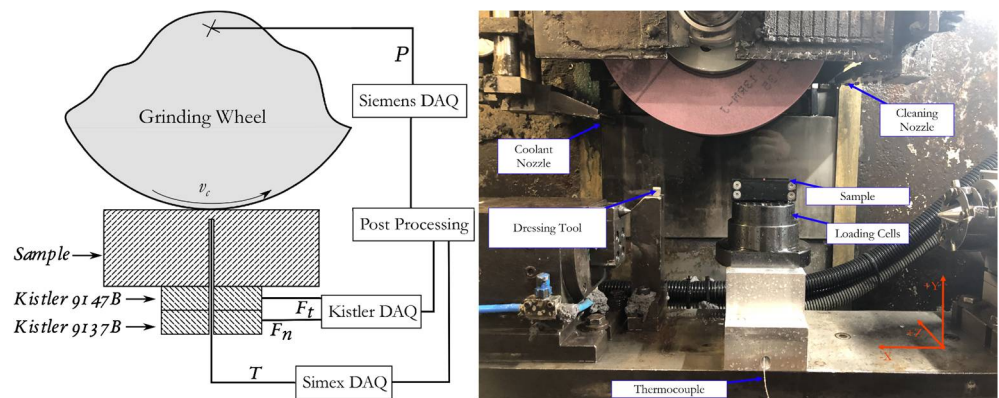 P
Siemens DAQ
Grinding Wheel
v_c
Post Processing
Sample
Kistler 9147B
F_t
Kistler DAQ
Kistler 9137B
F_n
T
Simex DAQ
Cleaning
Nozzle
Coolant
Nozzle
Sample
Dressing Tool
Loading Cells
+Y
+Z
-X
Thermocouple